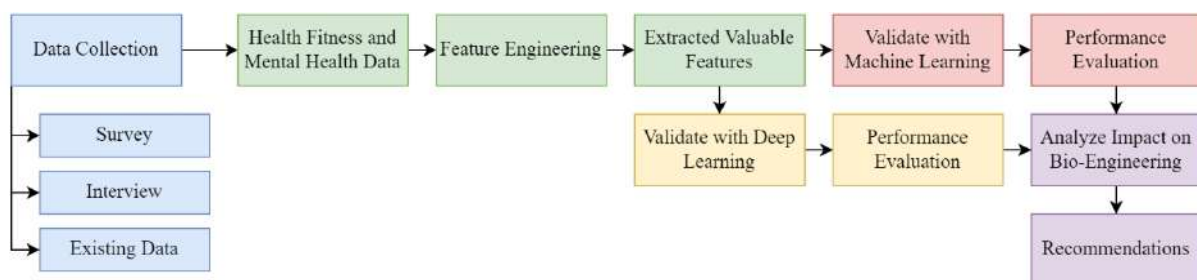 Data Collection
Health Fitness and
Mental Health Data
Feature Engineering
Extracted Valuable
Features
Validate with
Machine Learning
Performance
Evaluation
Survey
Validate with Deep
Learning
Performance
Evaluation
Analyze Impact on
Bio-Engineering
Interview
Existing Data
Recommendations